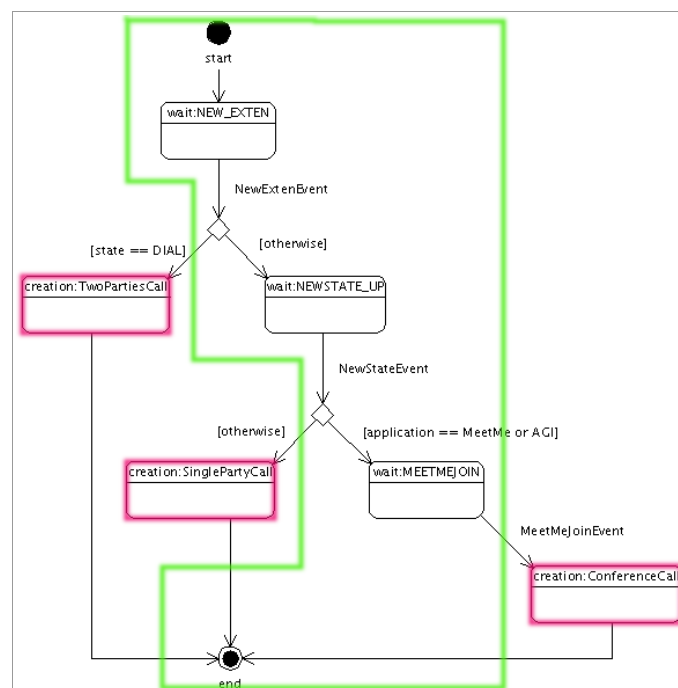 start
wait:NEW_EXTEN
NewExtenEvent
[state == DIAL]
[otherwise]
creation:TwoPartiesCall
wait:NEWSTATE_UP
NewStateEvent
[otherwise]
[application == MeetMe or AGI]
creation:SinglePartyCall
wait:MEETMEJOIN
MeetMeJoinEvent
creation:ConferenceCall
end